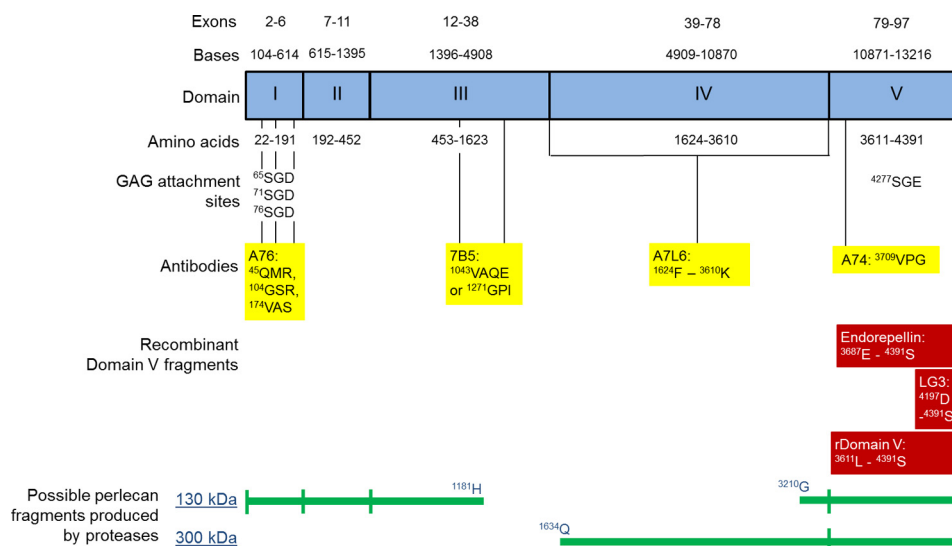 Exons 2-6 7-11 12-38 39-78 79-97
Bases 104-614 615-1395 1396-4908 4909-10870 10871-13216
Domain I II III IV V
Amino acids 22-191 192-452 453-1623 1624-3610 3611-4391
GAG attachment
sites
⁶⁵SGD
⁷¹SGD
⁷⁶SGD
⁴²⁷⁷SGE
Antibodies
A76:
⁴⁵QMR,
¹⁰⁴GSR,
¹⁷⁴VAS
7B5:
¹⁰⁴³VAQE
or ¹²⁷¹GPI
A7L6:
¹⁶²⁴F – ³⁶¹⁰K
A74: ³⁷⁰⁹VPG
Recombinant
Domain V fragments
Endorepellin:
³⁶⁸⁷E - ⁴³⁹¹S
LG3:
⁴¹⁹⁷D
-⁴³⁹¹S
rDomain V:
³⁶¹¹L - ⁴³⁹¹S
Possible perlecan
fragments produced
by proteases
130 kDa ¹¹⁸¹H ³²¹⁰G
300 kDa ¹⁶³⁴Q